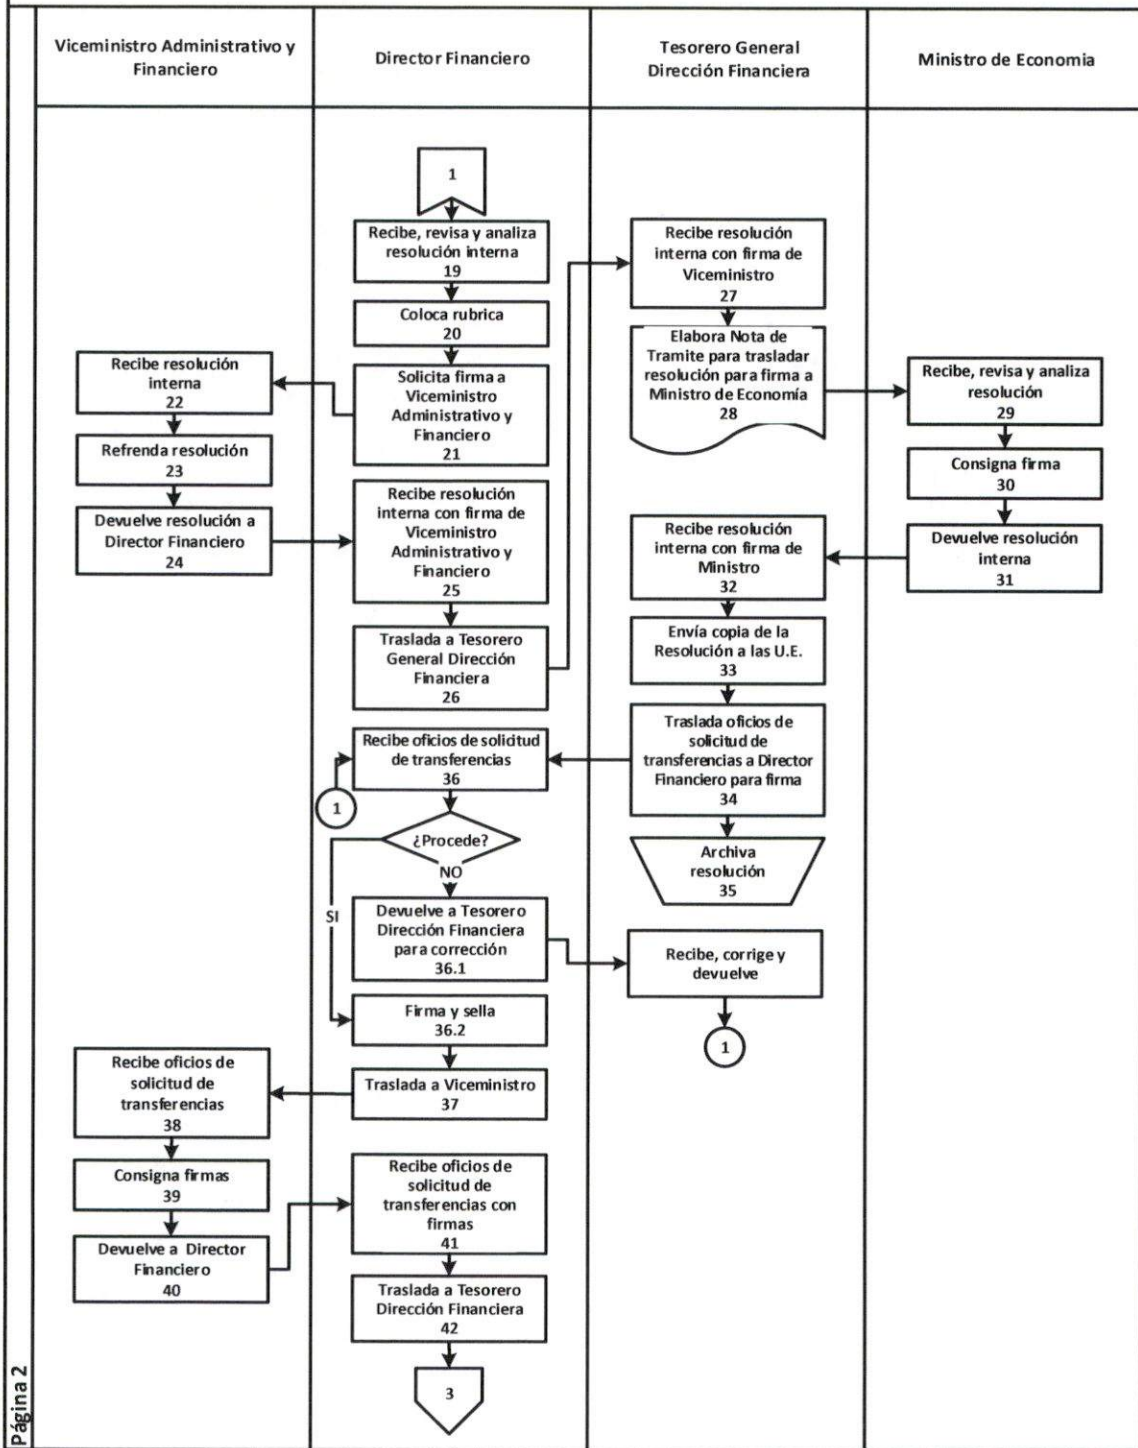 Viceministro Administrativo y
Financiero
Director Financiero
Tesorero General
Dirección Financiera
Ministro de Economia
1
Recibe, revisa y analiza
resolución interna
19
Coloca rubrica
20
Solicita firma a
Viceministro
Administrativo y
Financiero
21
Recibe resolución
interna
22
Refrenda resolución
23
Devuelve resolución a
Director Financiero
24
Recibe resolución
interna con firma de
Viceministro
Administrativo y
Financiero
25
Traslada a Tesorero
General Dirección
Financiera
26
Recibe resolución
interna con firma de
Viceministro
27
Elabora Nota de
Tramite para trasladar
resolución para firma a
Ministro de Economía
28
Recibe, revisa y analiza
resolución
29
Consigna firma
30
Devuelve resolución
interna
31
Recibe resolución
interna con firma de
Ministro
32
Envía copia de la
Resolución a las U.E.
33
Traslada oficios de
solicitud de
transferencias a Director
Financiero para firma
34
Archiva
resolución
35
Recibe oficios de solicitud
de transferencias
36
1
¿Procede?
NO
SI
Devuelve a Tesorero
Dirección Financiera
para corrección
36.1
Recibe, corrige y
devuelve
1
Firma y sella
36.2
Traslada a Viceministro
37
Recibe oficios de
solicitud de
transferencias
38
Consigna firmas
39
Devuelve a Director
Financiero
40
Recibe oficios de
solicitud de
transferencias con
firmas
41
Traslada a Tesorero
Dirección Financiera
42
3
Página 2